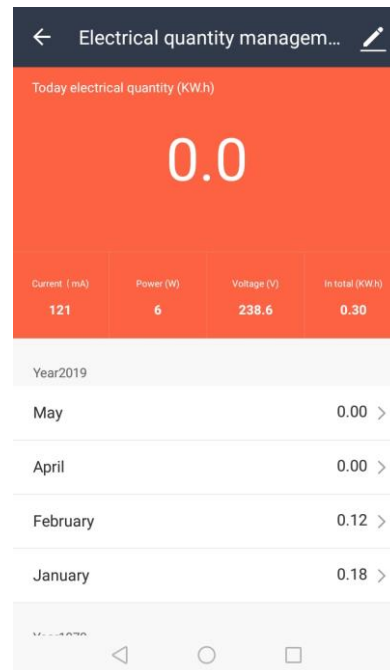 Electrical quantity managem...
Today electrical quantity (KW.h)
0.0
Current (mA) Power (W) Voltage (V) In total (KW.h)
121 6 238.6 0.30
Year2019
May 0.00
April 0.00
February 0.12
January 0.18